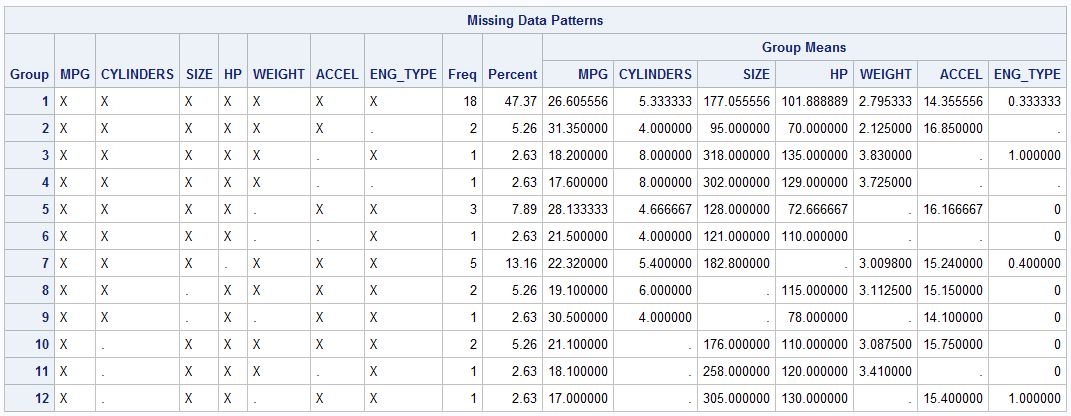 Missing Data Patterns
Group Means
Group MPG CYLINDERS SIZE HP WEIGHT ACCEL ENG_TYPE Freq Percent MPG CYLINDERS SIZE HP WEIGHT ACCEL ENG_TYPE
1 X X X X X X X 18 47.37 26.605556 5.333333 177.055556 101.888889 2.795333 14.355556 0.333333
2 X X X X X X . 2 5.26 31.350000 4.000000 95.000000 70.000000 2.125000 16.850000 .
3 X X X X X . X 1 2.63 18.200000 8.000000 318.000000 135.000000 3.830000 . 1.000000
4 X X X X X . . 1 2.63 17.600000 8.000000 302.000000 129.000000 3.725000 . .
5 X X X X . X X 3 7.89 28.133333 4.666667 128.000000 72.666667 . 16.166667 0
6 X X X X . . X 1 2.63 21.500000 4.000000 121.000000 110.000000 . . 0
7 X X X . X X X 5 13.16 22.320000 5.400000 182.800000 . 3.009800 15.240000 0.400000
8 X X . X X X X 2 5.26 19.100000 6.000000 . 115.000000 3.112500 15.150000 0
9 X X . X . X X 1 2.63 30.500000 4.000000 . 78.000000 . 14.100000 0
10 X . X X X X X 2 5.26 21.100000 . 176.000000 110.000000 3.087500 15.750000 0
11 X . X X X . X 1 2.63 18.100000 . 258.000000 120.000000 3.410000 . 0
12 X . X X . X X 1 2.63 17.000000 . 305.000000 130.000000 . 15.400000 1.000000